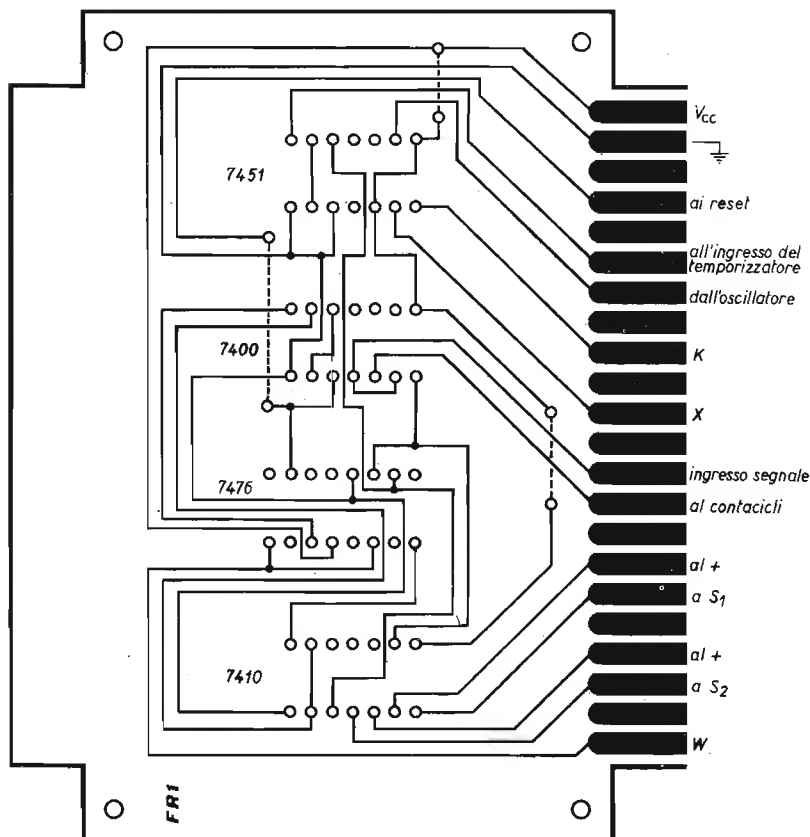 Vcc
7451
ai reset
all'ingresso del
temporizzatore
dall'oscillatore
7400
K
X
7476
ingresso segnale
al contacicli
al +
a S1
7410
al +
a S2
W
FR1